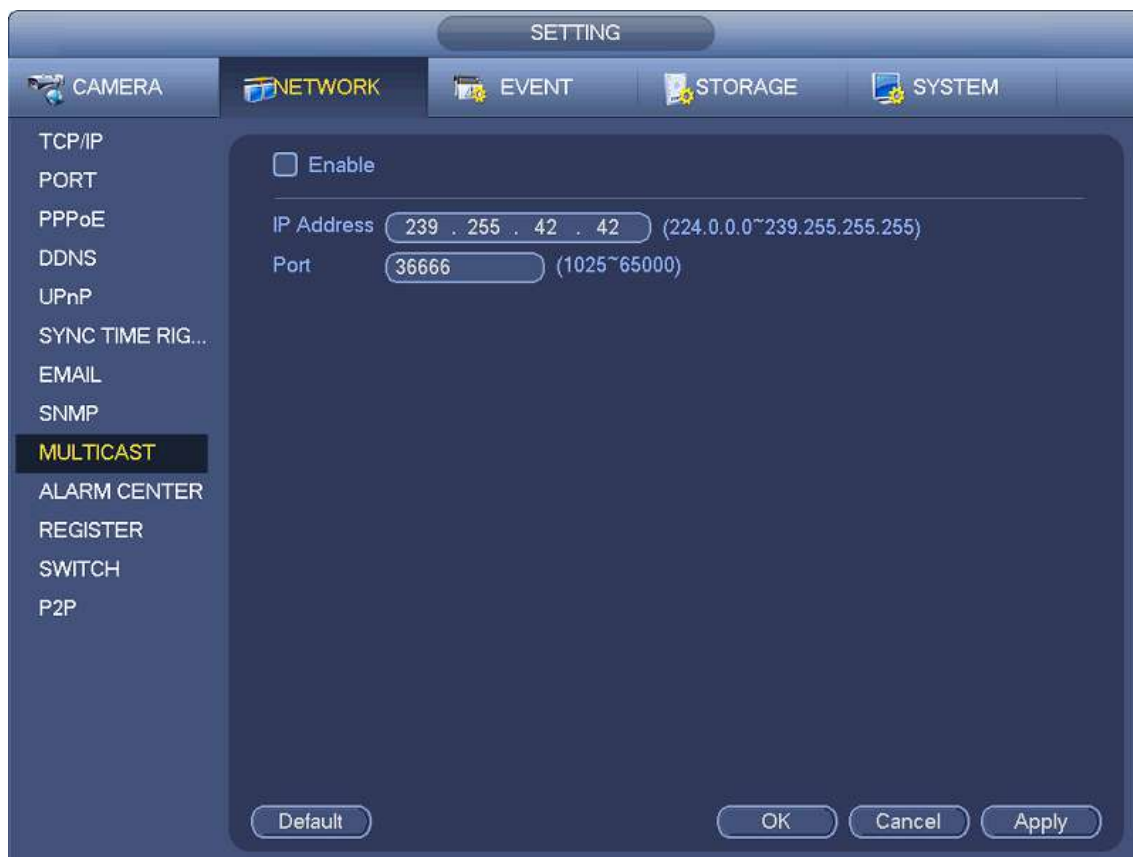 SETTING
CAMERA NETWORK EVENT STORAGE SYSTEM
TCP/IP
PORT
PPPoE
DDNS
UPnP
SYNC TIME RIG...
EMAIL
SNMP
MULTICAST
ALARM CENTER
REGISTER
SWITCH
P2P
Enable
IP Address 239 . 255 . 42 . 42 (224.0.0.0~239.255.255.255)
Port 36666 (1025~65000)
Default OK Cancel Apply